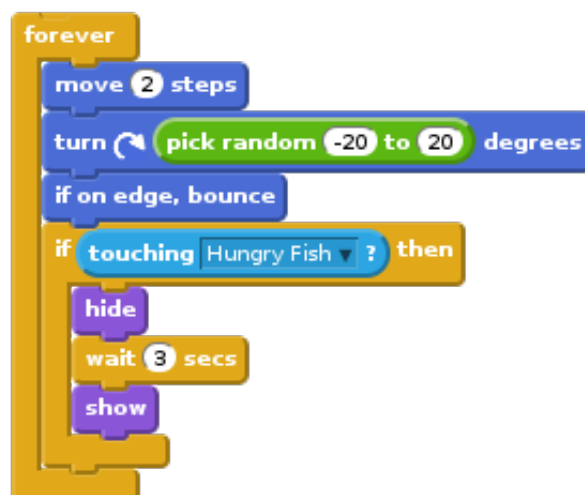 forever
move 2 steps
turn pick random -20 to 20 degrees
if on edge, bounce
if touching Hungry Fish ? then
hide
wait 3 secs
show